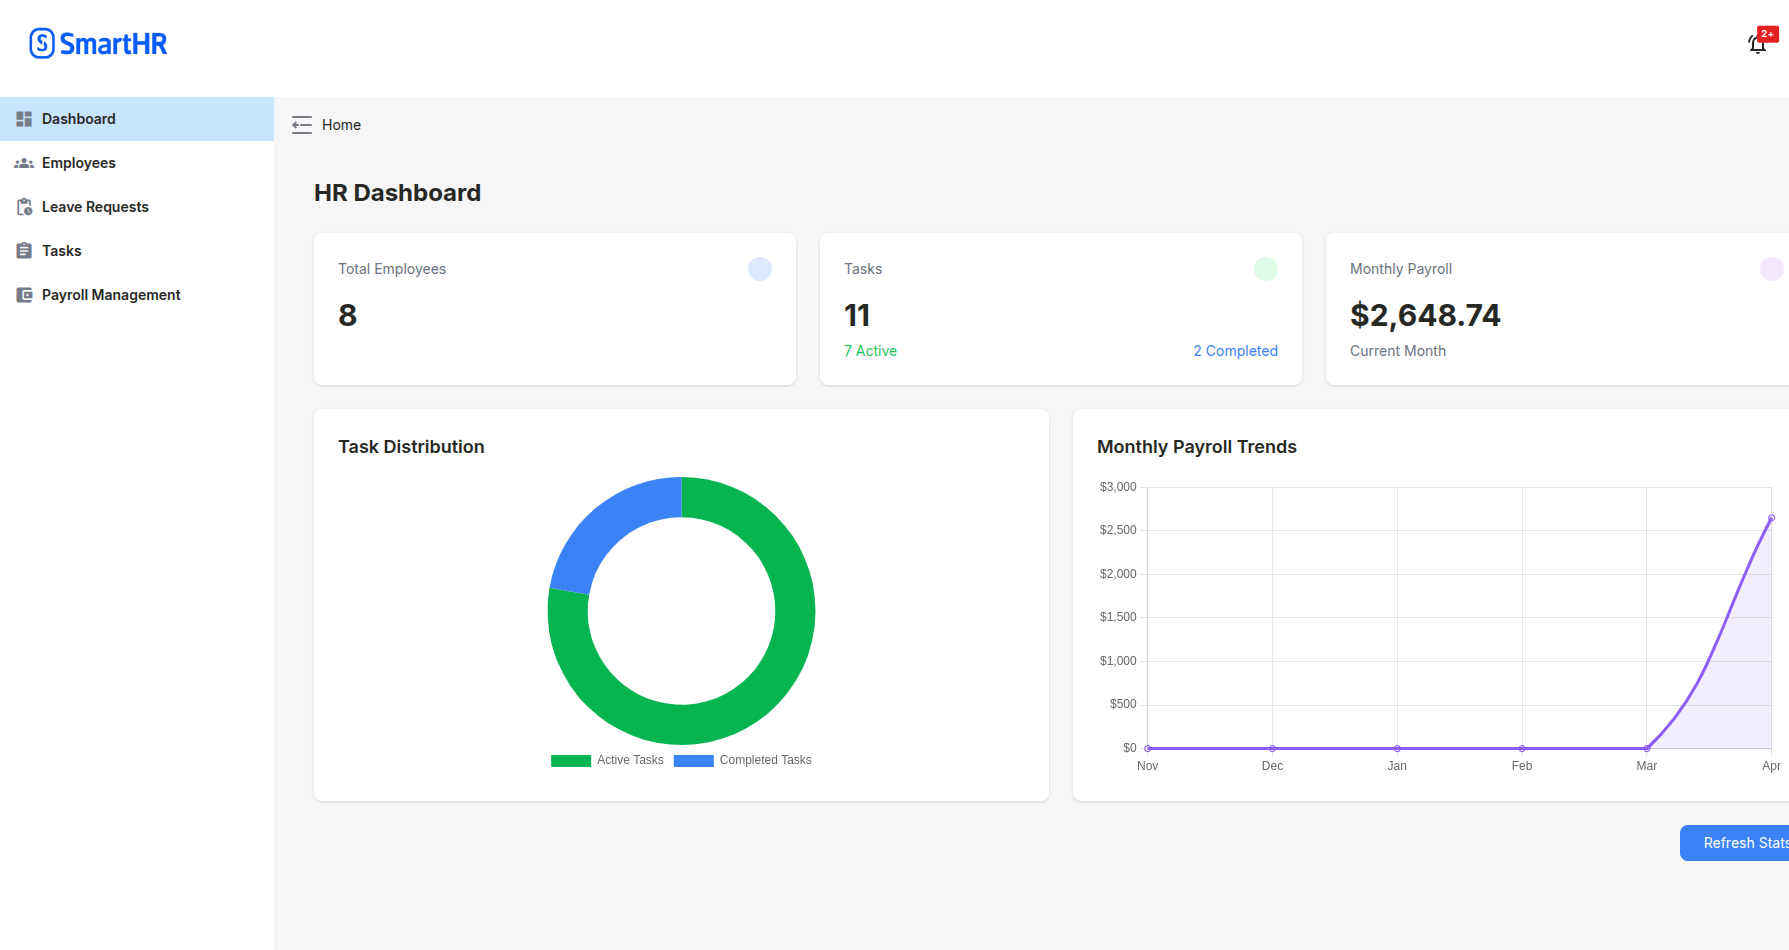 SmartHR
2+
Dashboard
Employees
Leave Requests
Tasks
Payroll Management
Home
HR Dashboard
Total Employees
8
Tasks
11
7 Active
2 Completed
Monthly Payroll
$2,648.74
Current Month
Task Distribution
Active Tasks
Completed Tasks
Monthly Payroll Trends
$3,000
$2,500
$2,000
$1,500
$1,000
$500
$0
Nov Dec Jan Feb Mar Apr
Refresh Stats